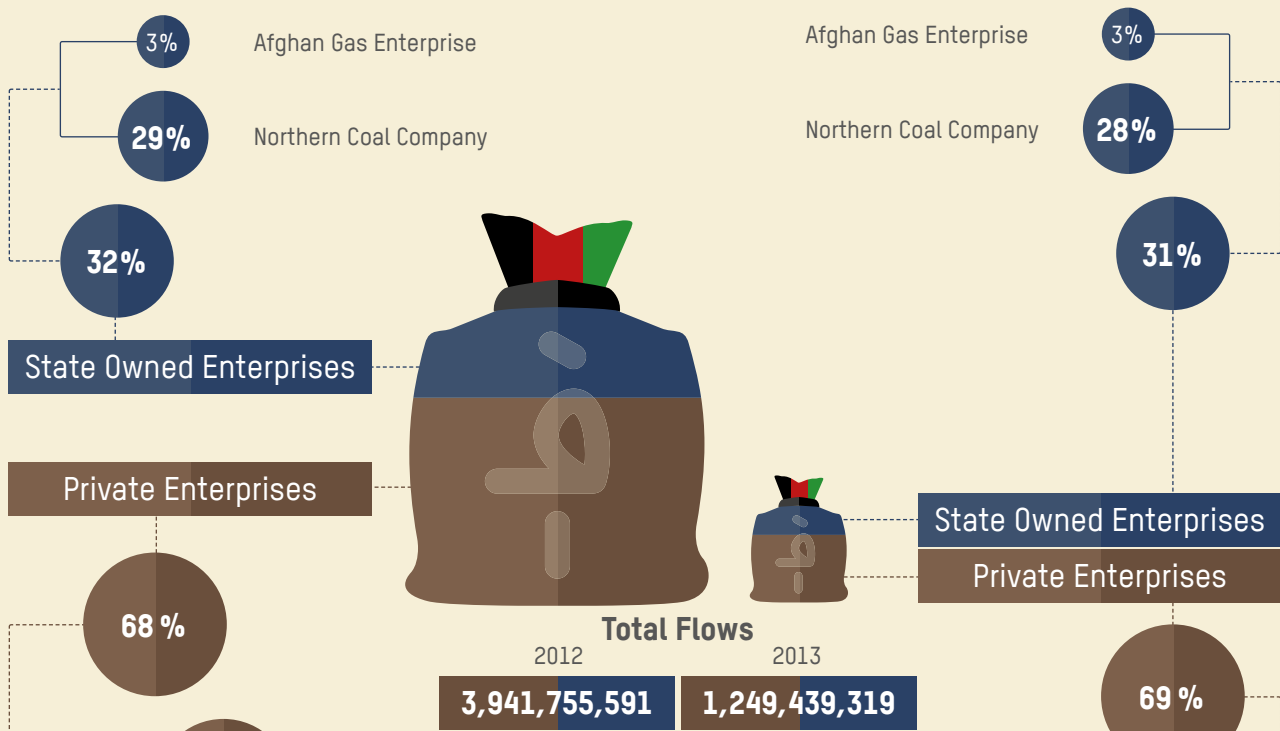 3%
Afghan Gas Enterprise
29%
Northern Coal Company
32%
State Owned Enterprises
Private Enterprises
68%
Afghan Gas Enterprise
3%
Northern Coal Company
28%
31%
State Owned Enterprises
Private Enterprises
69%
Total Flows
2012
2013
3,941,755,591
1,249,439,319